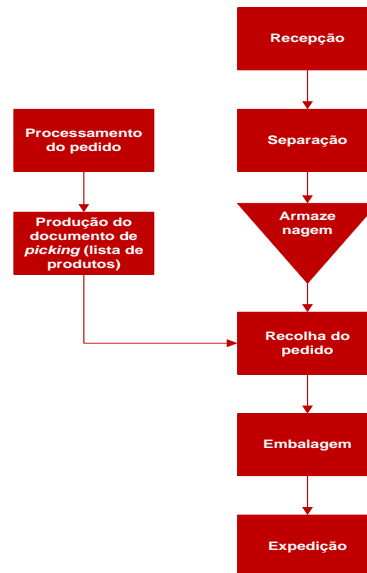 Recepção
Processamento
do pedido
Separação
Produção do
documento de
picking (lista de
produtos)
Armaze
nagem
Recolha do
pedido
Embalagem
Expedição